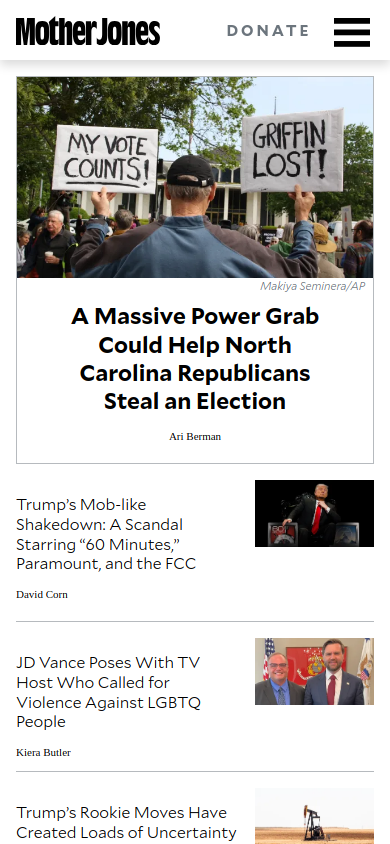 Mother Jones
DONATE
MY VOTE
COUNTS!
GRIFFIN
LOST!
Makiya Seminera/AP
A Massive Power Grab
Could Help North
Carolina Republicans
Steal an Election
Ari Berman
Trump’s Mob-like
Shakedown: A Scandal
Starring “60 Minutes,”
Paramount, and the FCC
David Corn
JD Vance Poses With TV
Host Who Called for
Violence Against LGBTQ
People
Kiera Butler
Trump’s Rookie Moves Have
Created Loads of Uncertainty